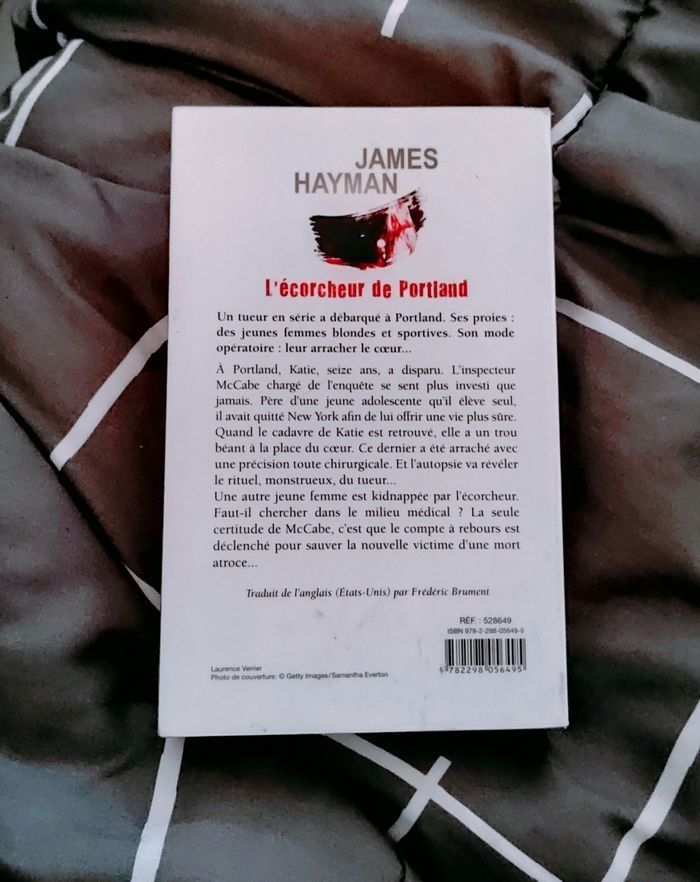 JAMES
HAYMAN
L'écorcheur de Portland
Un tueur en série a débarqué à Portland. Ses proies :
des jeunes femmes blondes et sportives. Son mode
opératoire : leur arracher le cœur...
À Portland, Katie, seize ans, a disparu. L'inspecteur
McCabe chargé de l'enquête se sent plus investi que
jamais. Père d'une jeune adolescente qu'il élève seul,
il avait quitté New York afin de lui offrir une vie plus sûre.
Quand le cadavre de Katie est retrouvé, elle a un trou
béant à la place du cœur. Ce dernier a été arraché avec
une précision toute chirurgicale. Et l'autopsie va révéler
le rituel, monstrueux, du tueur...
Une autre jeune femme est kidnappée par l'écorcheur.
Faut-il chercher dans le milieu médical ? La seule
certitude de McCabe, c'est que le compte à rebours est
déclenché pour sauver la nouvelle victime d'une mort
atroce...
Traduit de l'anglais (États-Unis) par Frédéric Brument
RÉF. : 528649
ISBN 978-2-298-05649-5
9782298056495
Laurence Verrier
Photo de couverture: © Getty Images/Samantha Everton